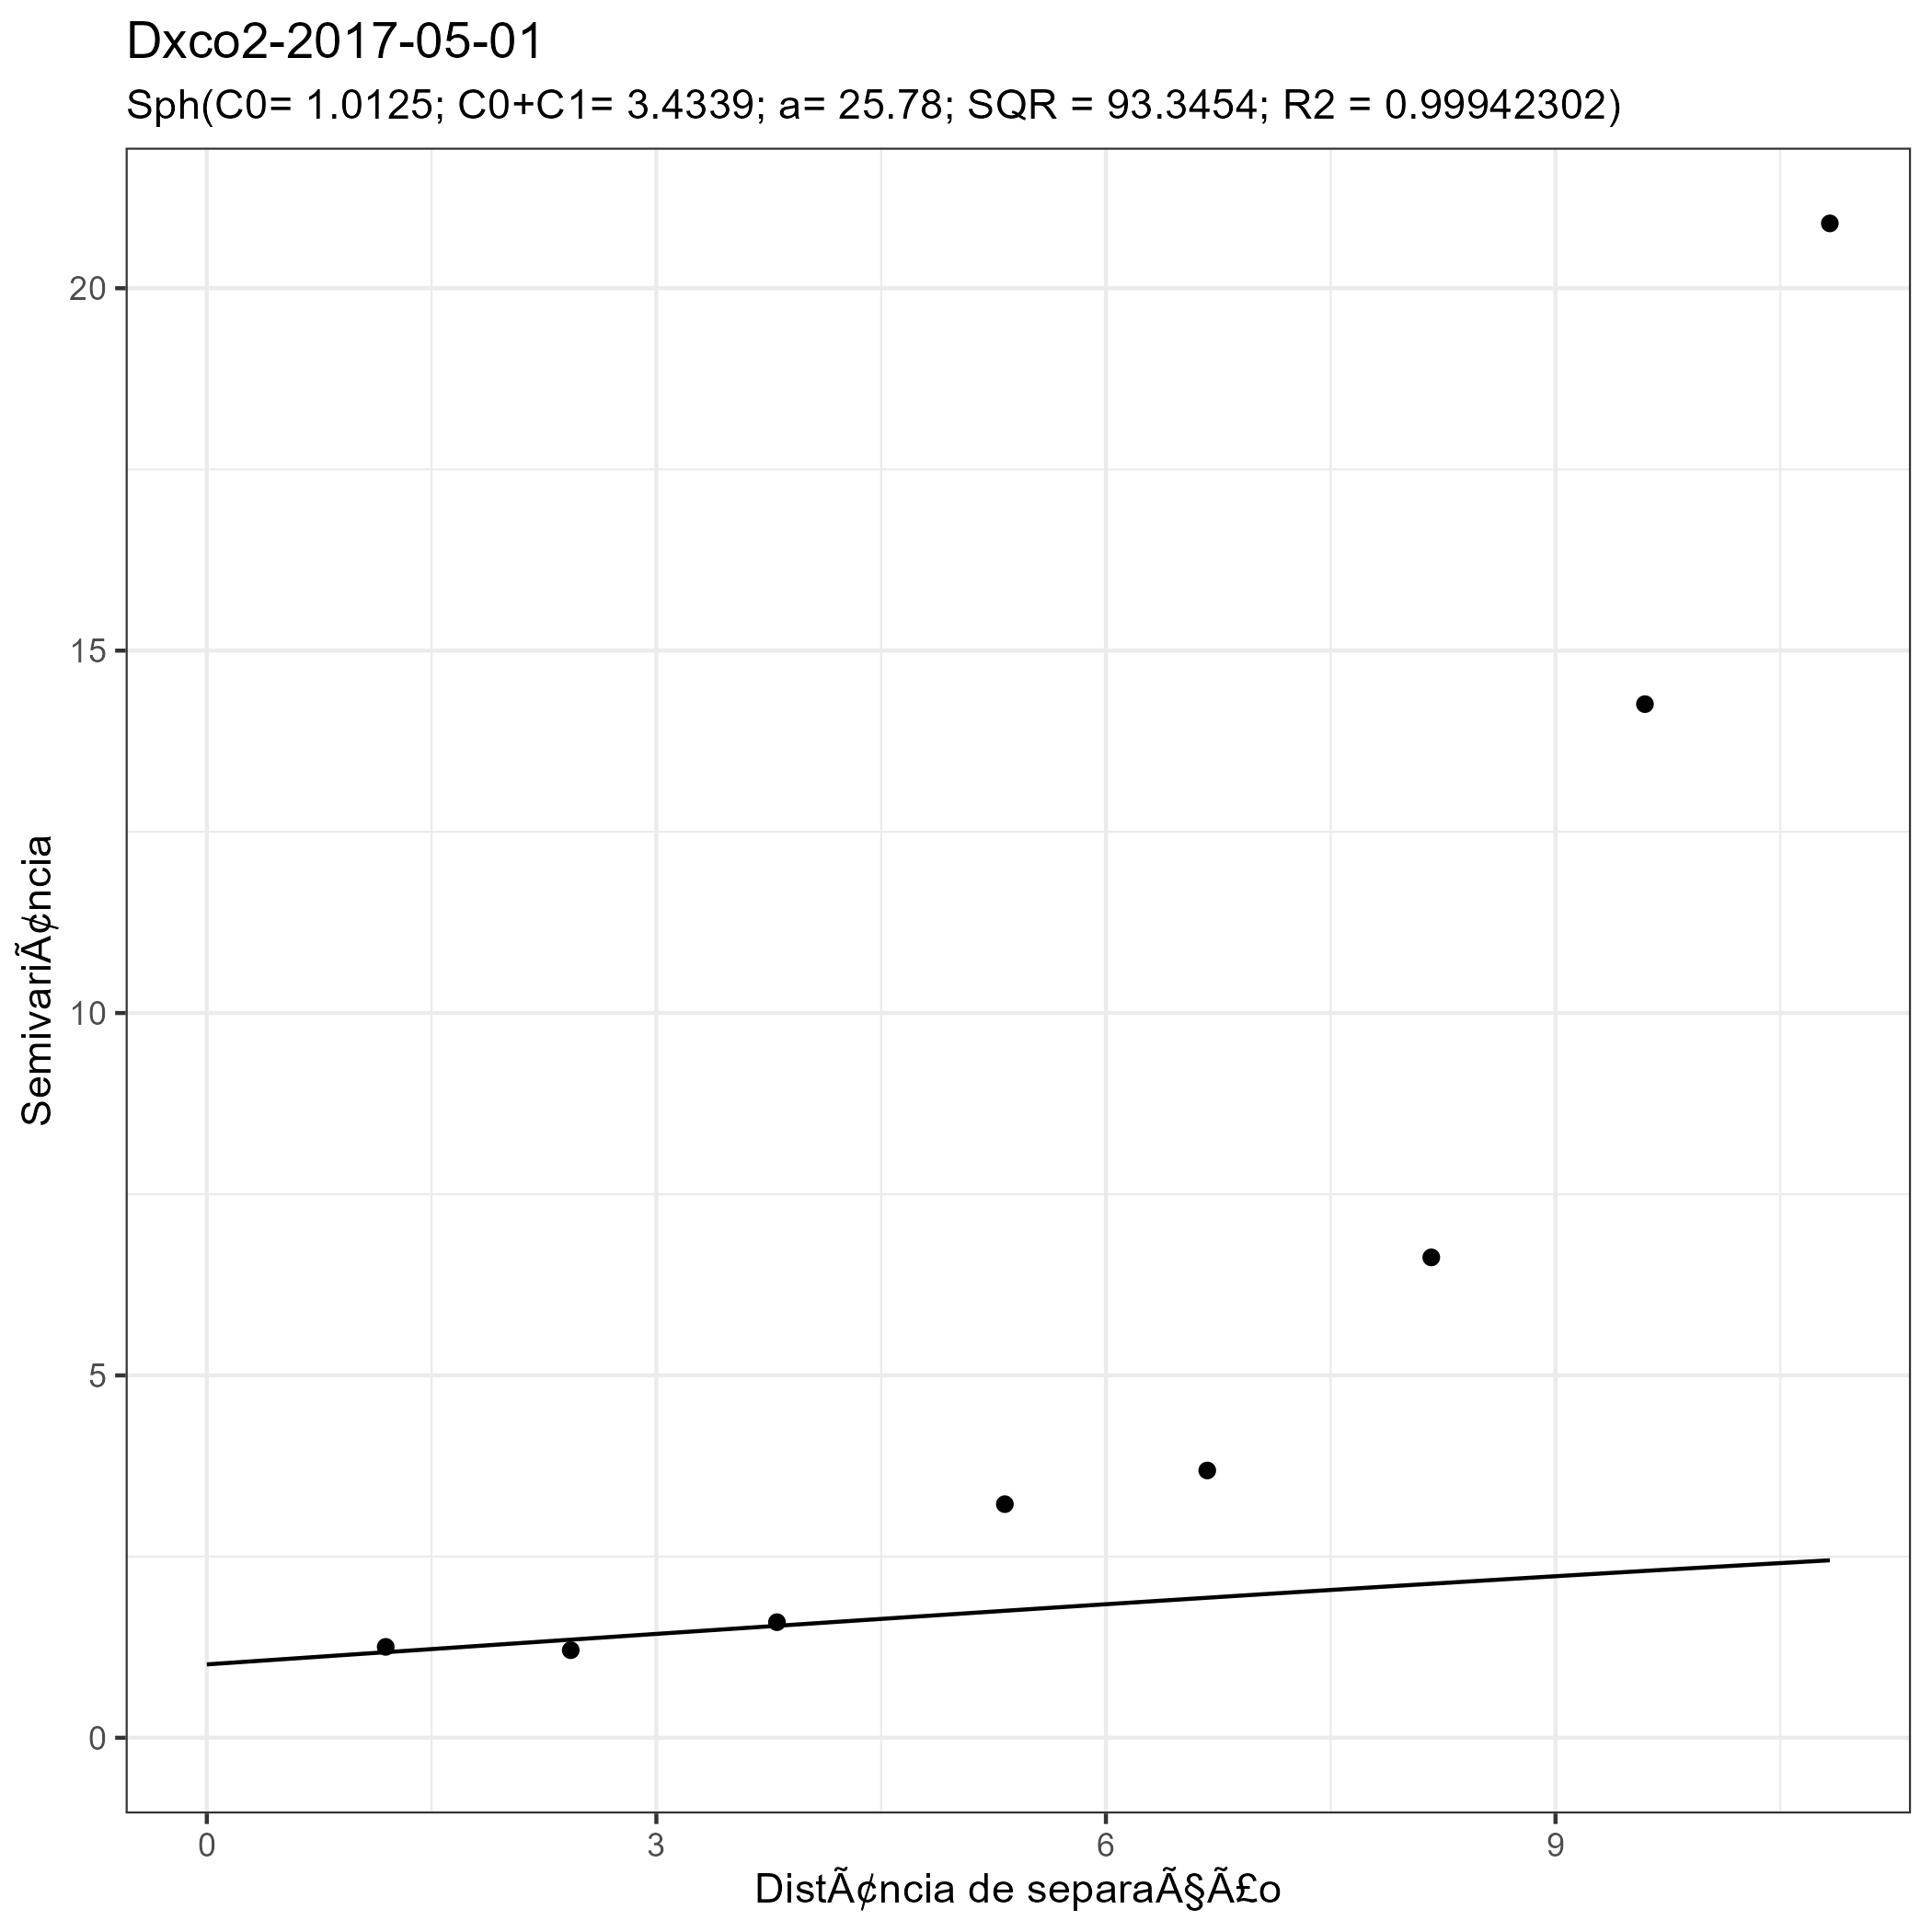 Dxco2-2017-05-01
Sph(C0= 1.0125; C0+C1= 3.4339; a= 25.78; SQR = 93.3454; R2 = 0.99942302)
20
15
10
5
0
SemivariÃ¢ncia
0 3 6 9
DistÃ¢ncia de separaÃ§Ã£o